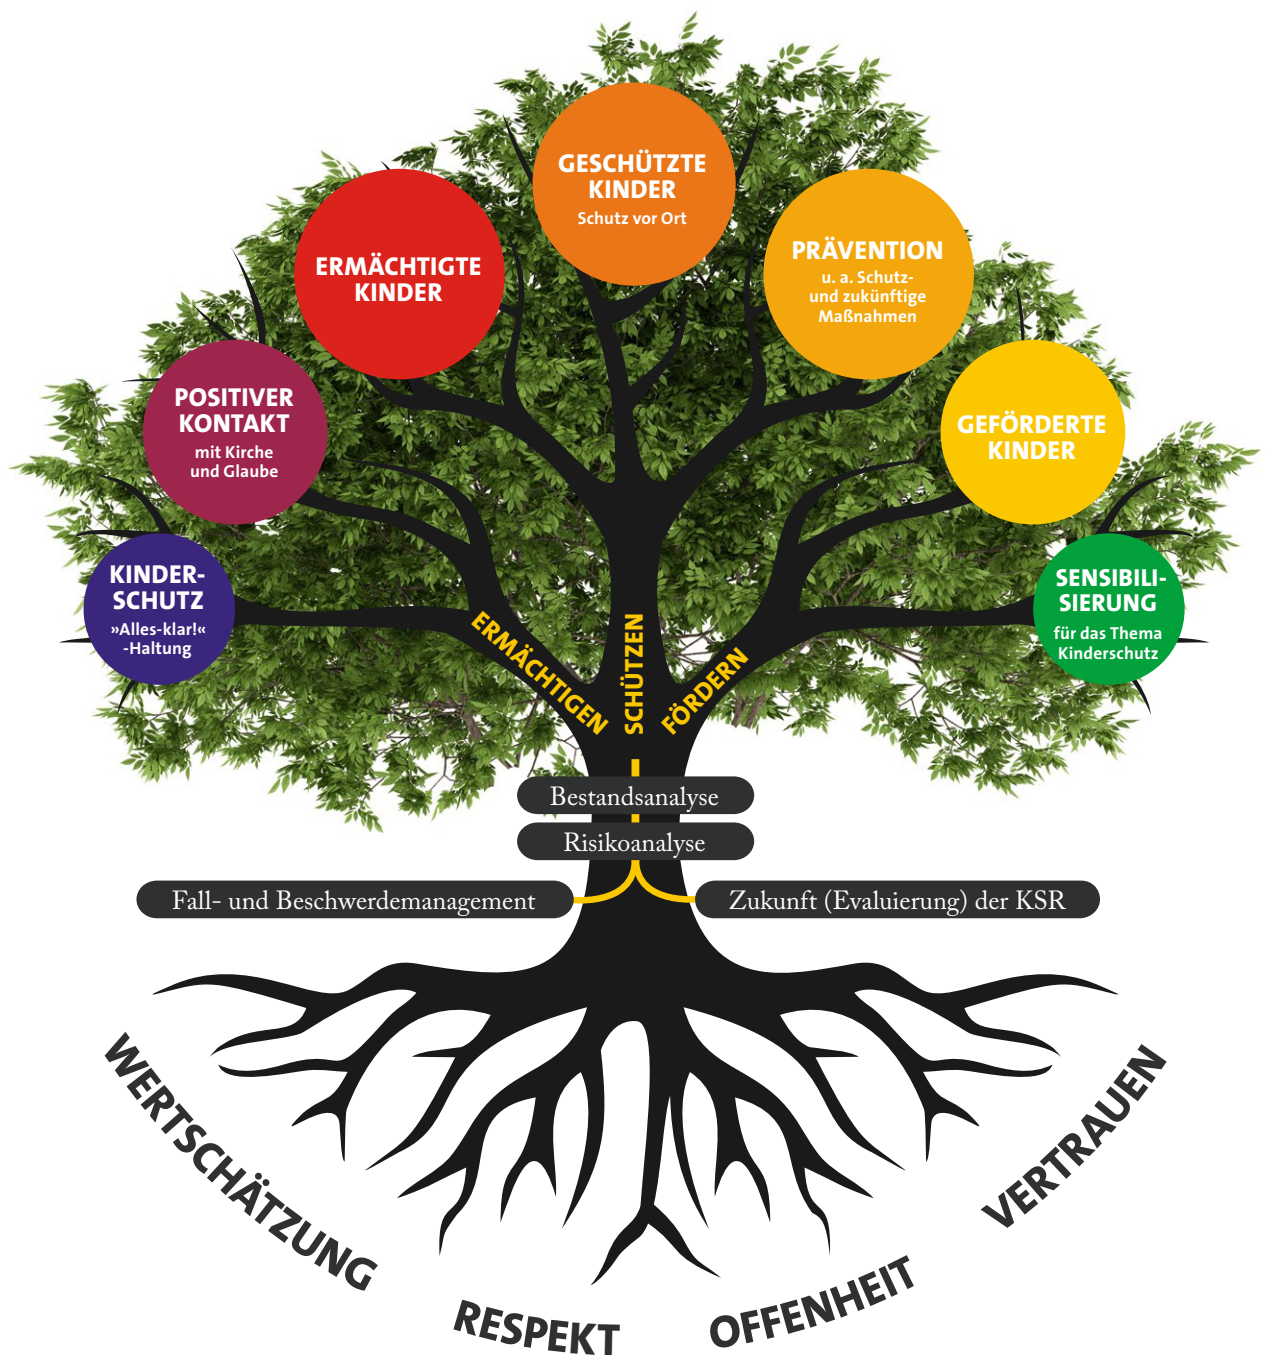 GESCHÜTZTE
KINDER
Schutz vor Ort
ERMÄCHTIGTE
KINDER
PRÄVENTION
u. a. Schutz-
und zukünftige
Maßnahmen
POSITIVER
KONTAKT
mit Kirche
und Glaube
GEFÖRDERTE
KINDER
KINDER-
SCHUTZ
»Alles-klar!«
-Haltung
SENSIBILI-
SIERUNG
für das Thema
Kinderschutz
ERMÄCHTIGEN
SCHÜTZEN
FÖRDERN
Bestandsanalyse
Risikoanalyse
Fall- und Beschwerdemanagement
Zukunft (Evaluierung) der KSR
WERTSCHÄTZUNG
RESPEKT
OFFENHEIT
VERTRAUEN